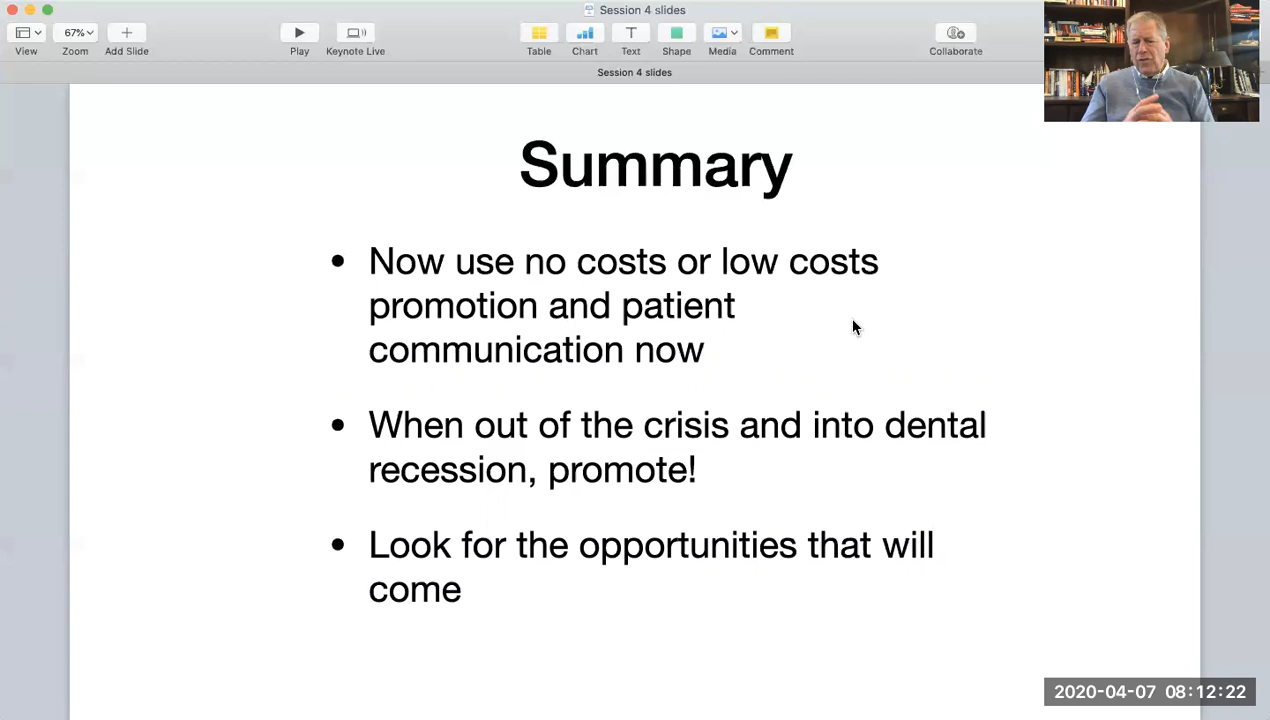 Session 4 slides
67%
View
Zoom
Add Slide
Play
Keynote Live
Table
Chart
Text
Shape
Media
Comment
Collaborate
Session 4 slides
Summary
• Now use no costs or low costs
promotion and patient
communication now
• When out of the crisis and into dental
recession, promote!
• Look for the opportunities that will
come
2020-04-07 08:12:22